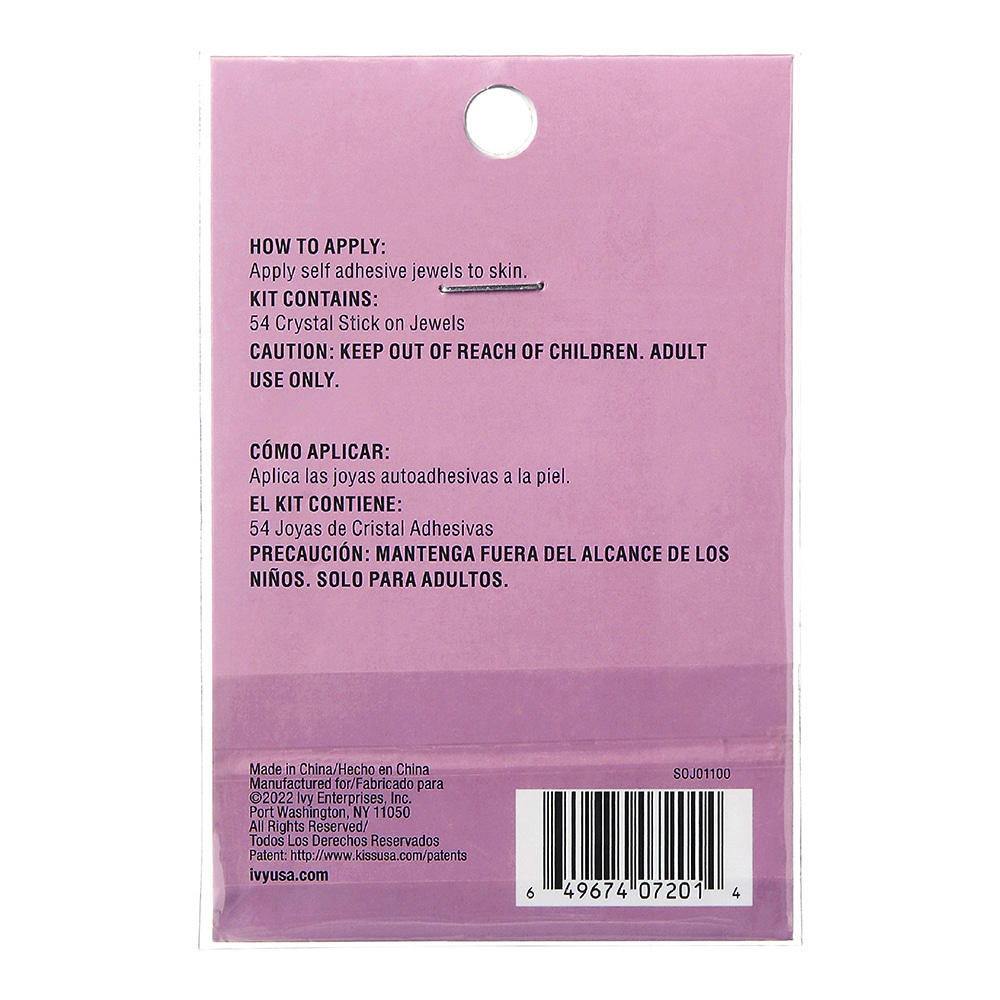 HOW TO APPLY:
Apply self adhesive jewels to skin.
KIT CONTAINS:
54 Crystal Stick on Jewels
CAUTION: KEEP OUT OF REACH OF CHILDREN. ADULT
USE ONLY.
CÓMO APLICAR:
Aplica las joyas autoadhesivas a la piel.
EL KIT CONTIENE:
54 Joyas de Cristal Adhesivas
PRECAUCIÓN: MANTENGA FUERA DEL ALCANCE DE LOS
NIÑOS. SOLO PARA ADULTOS.
Made in China/Hecho en China
Manufactured for/Fabricado para
©2022 Ivy Enterprises, Inc.
Port Washington, NY 11050
All Rights Reserved/
Todos Los Derechos Reservados
Patent: http://www.kissusa.com/patents
ivyusa.com
SOJ01100
6 49674 07201 4